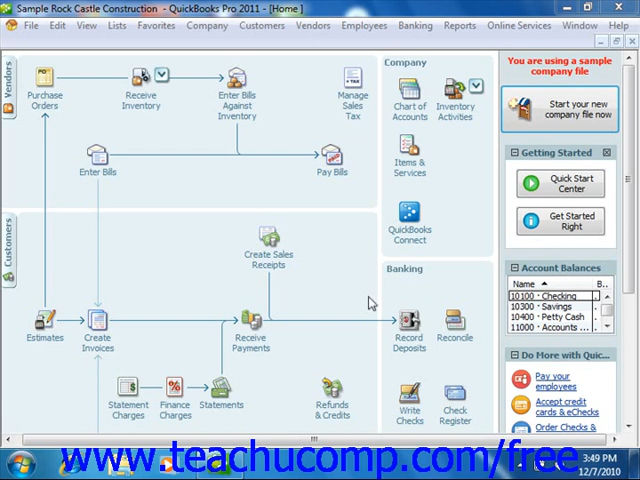 Sample Rock Castle Construction - QuickBooks Pro 2011 - [Home ]
File Edit View Lists Favorites Company Customers Vendors Employees Banking Reports Online Services Window Help
Vendors
Purchase
Orders
Receive
Inventory
Enter Bills
Against
Inventory
Manage
Sales
Tax
Enter Bills
Pay Bills
Customers
Create Sales
Receipts
Estimates
Create
Invoices
Receive
Payments
Statement
Charges
Finance
Charges
Statements
Refunds
& Credits
Company
Chart of
Accounts
Inventory
Activities
Items &
Services
QuickBooks
Connect
Banking
Record
Deposits
Reconcile
Write
Checks
Check
Register
You are using a sample
company file
Start your new
company file now
Getting Started
Quick Start
Center
Get Started
Right
Account Balances
Name B..
10100 · Checking .
10300 · Savings .
10400 · Petty Cash .
11000 · Accounts ... .
Do More with Quic...
Pay your
employees
Accept credit
cards & eChecks
Order Checks &
www.teachucomp.com/free
3:49 PM
12/7/2010